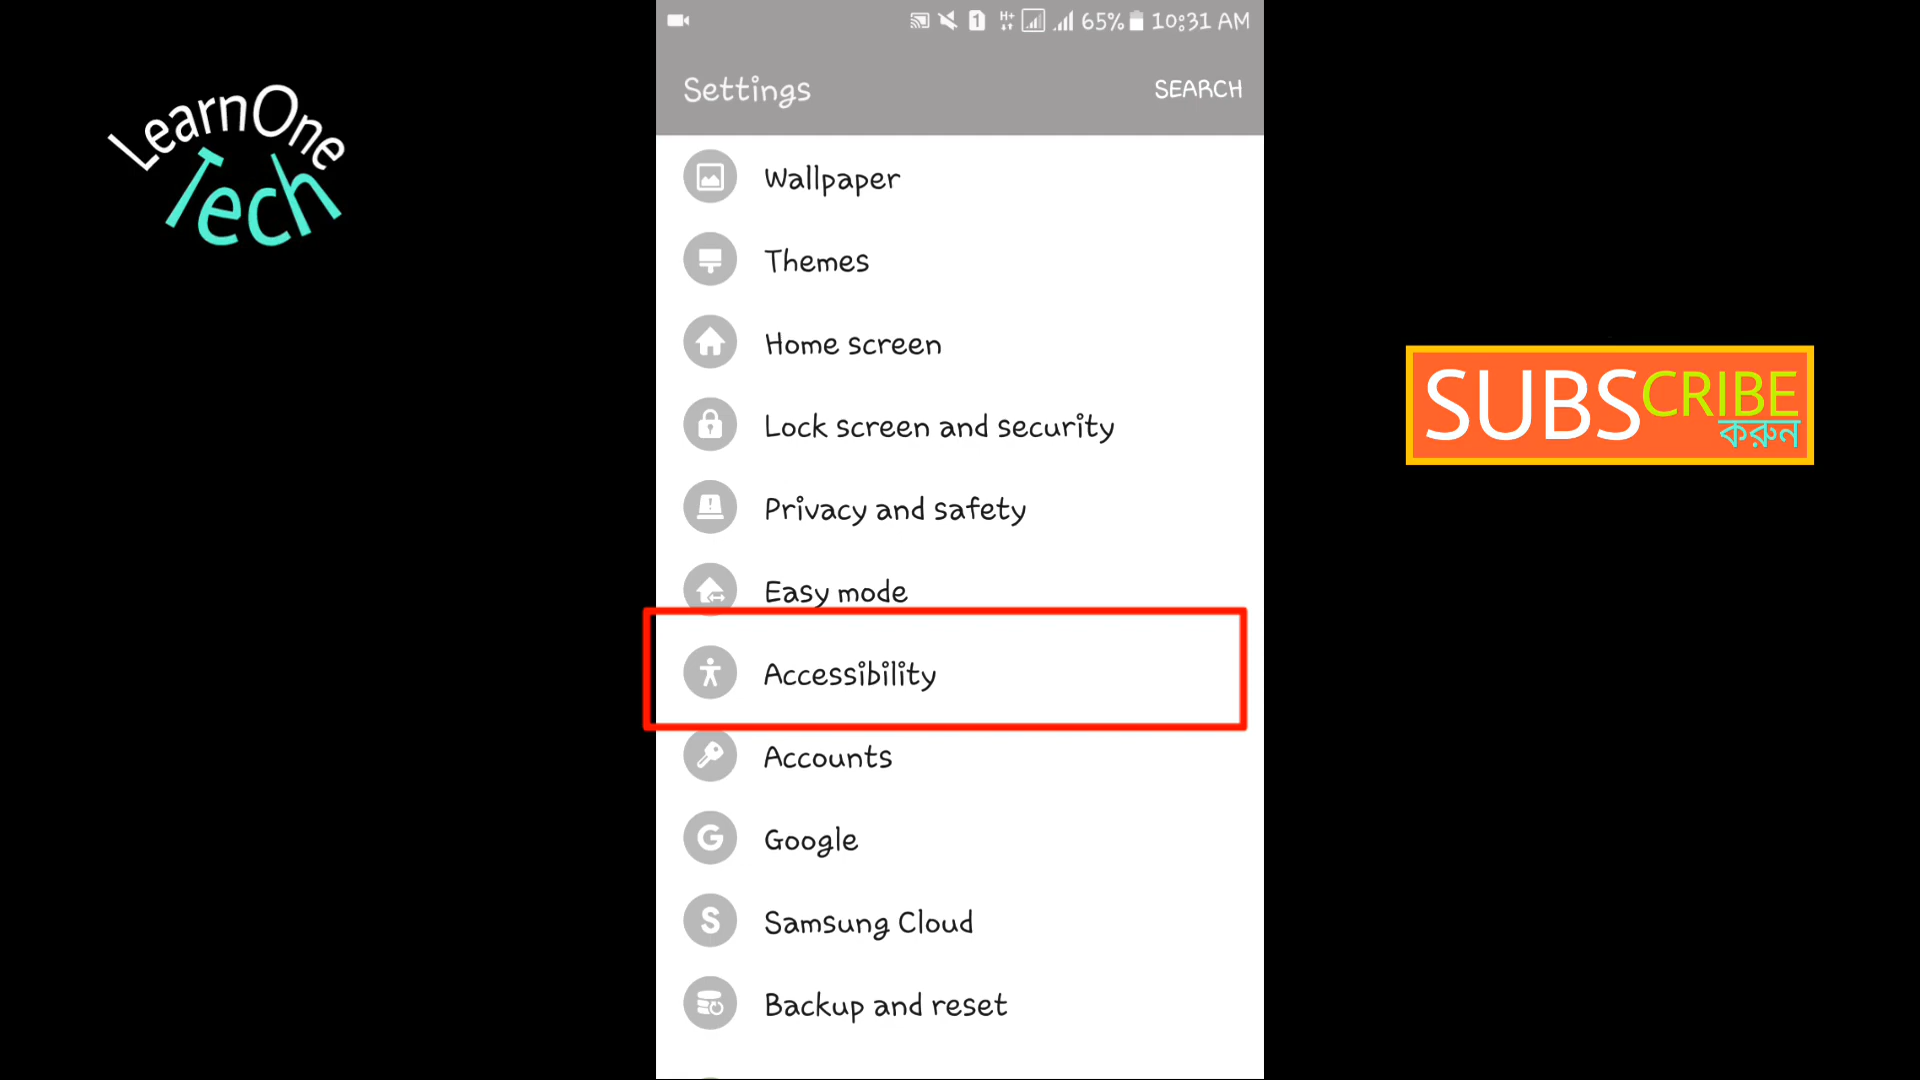 LearnOne
Tech
1 H+ 65% 10:31 AM
Settings
SEARCH
Wallpaper
Themes
Home screen
Lock screen and security
Privacy and safety
Easy mode
Accessibility
Accounts
Google
Samsung Cloud
Backup and reset
SUBSCRIBE
করুন